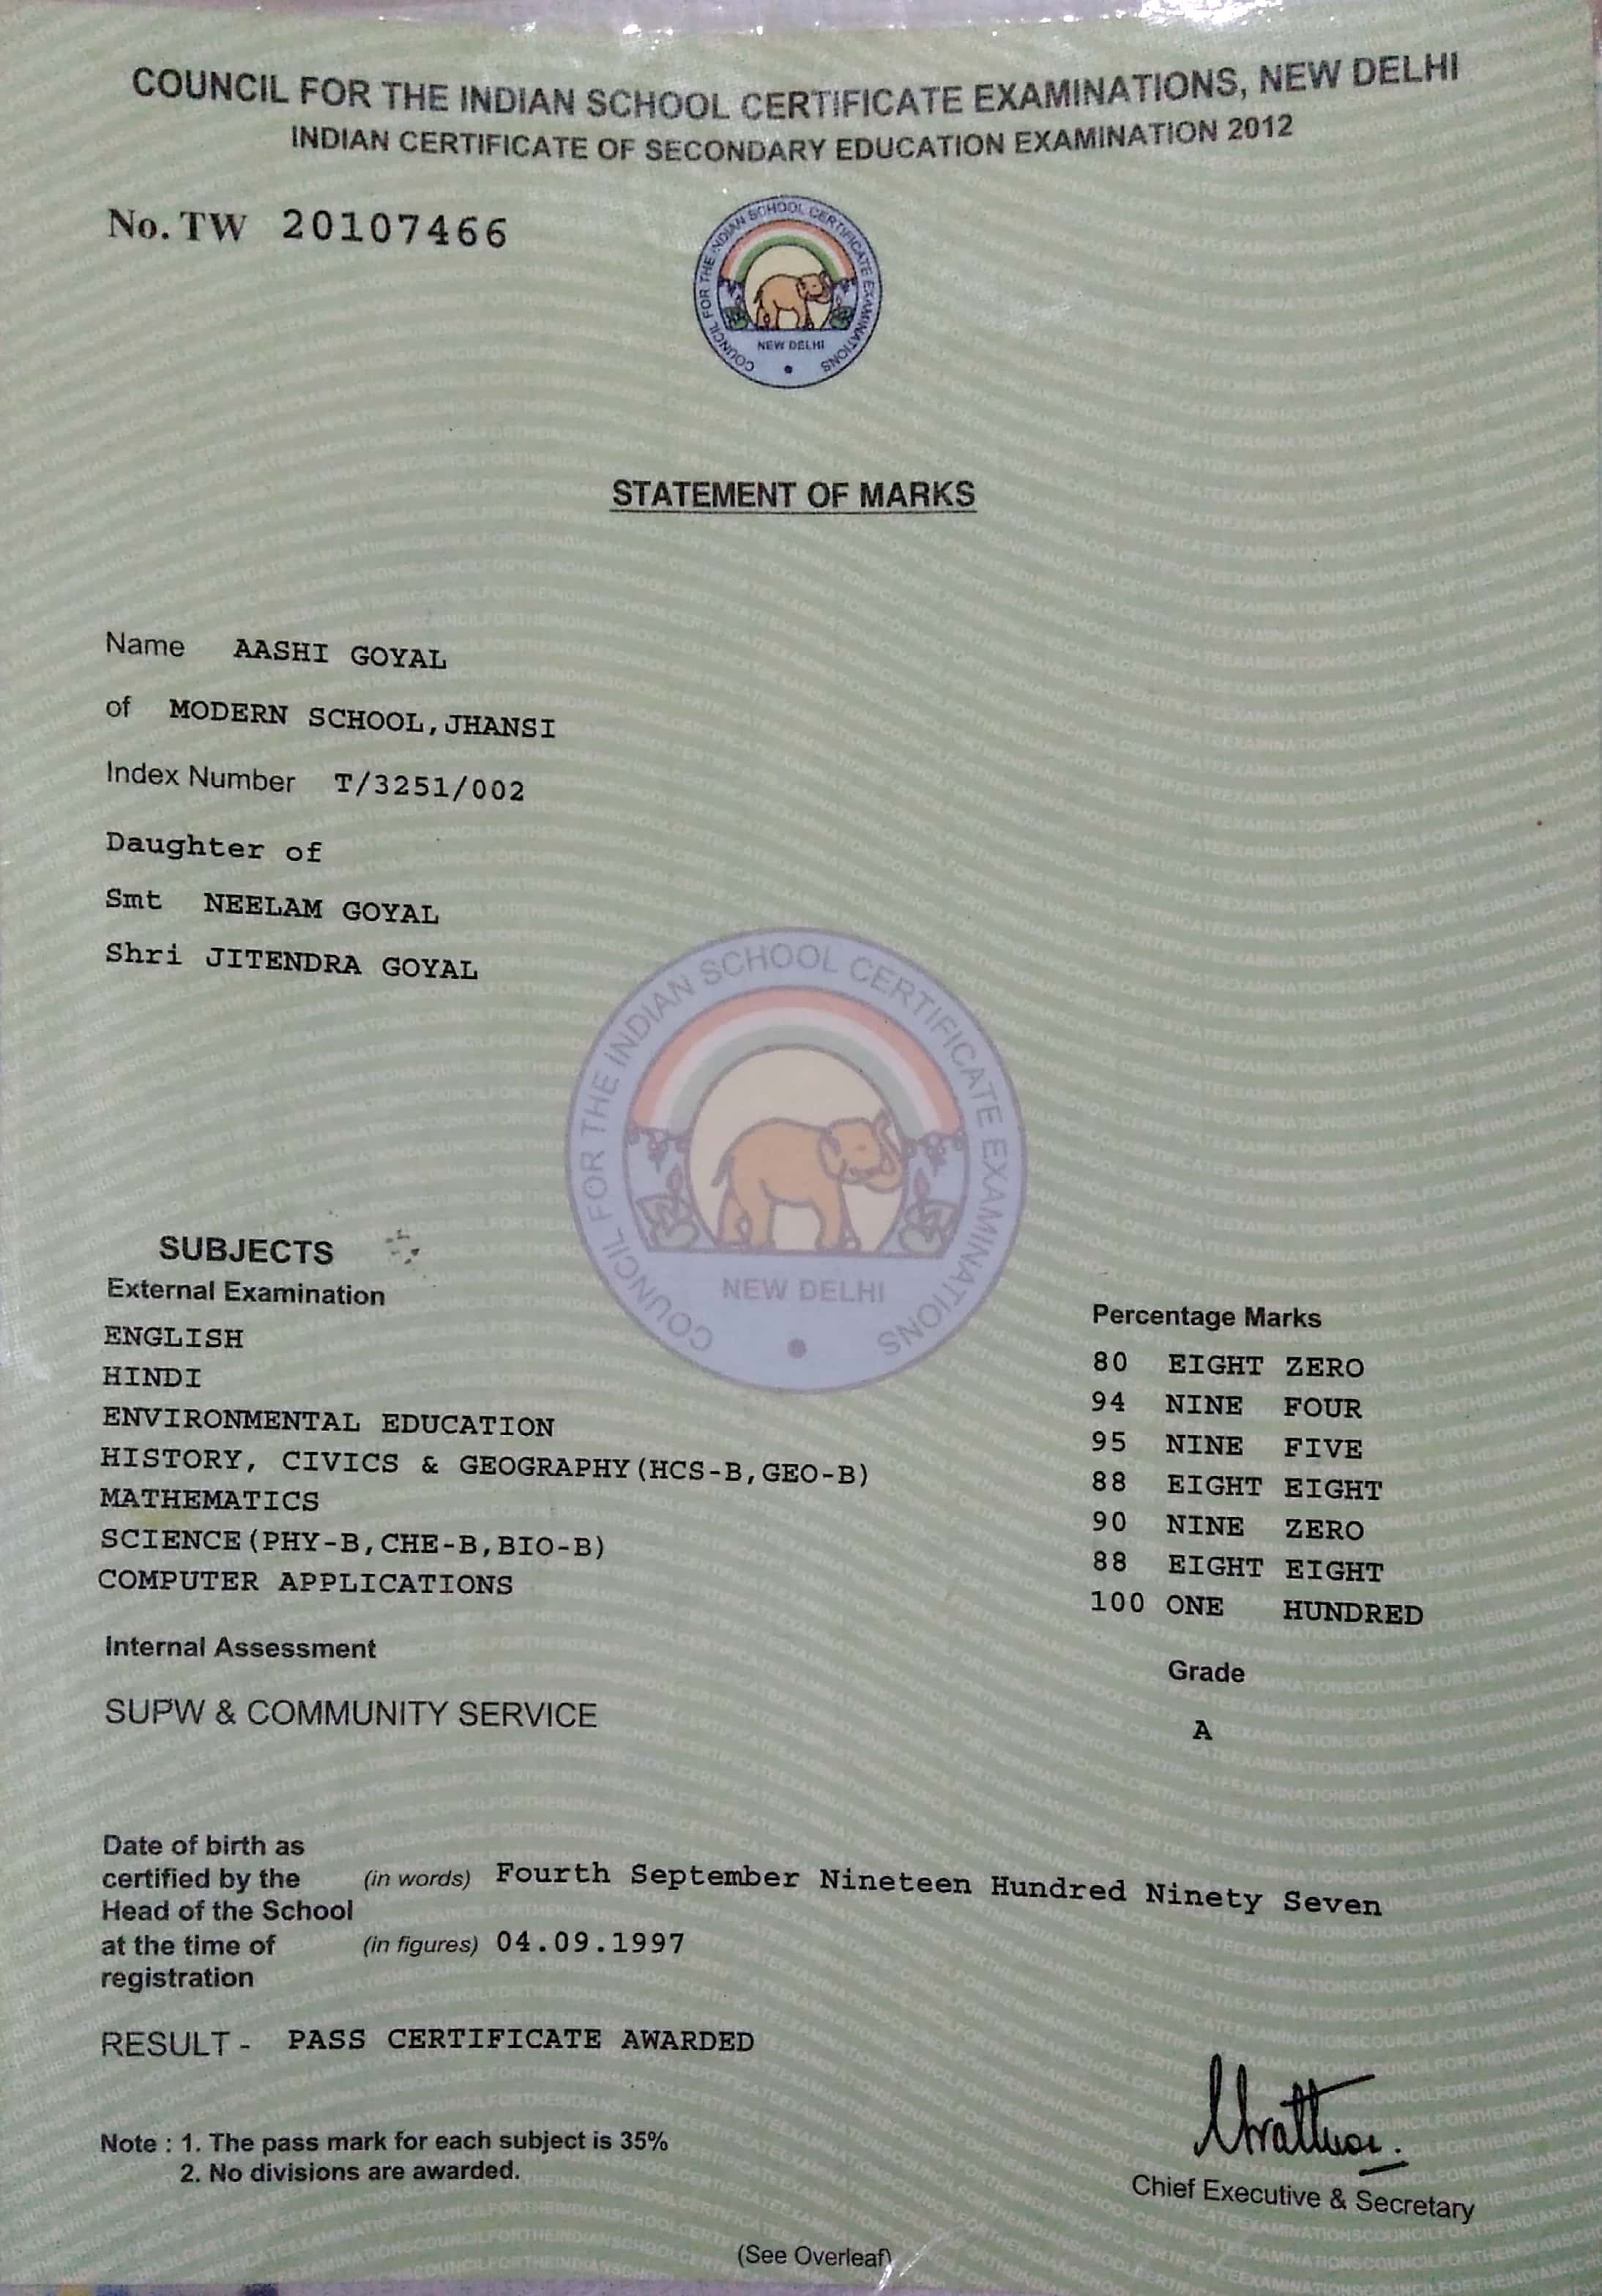 COUNCIL FOR THE INDIAN SCHOOL CERTIFICATE EXAMINATIONS, NEW DELHI
INDIAN CERTIFICATE OF SECONDARY EDUCATION EXAMINATION 2012
No. TW 20107466
COUNCIL FOR THE INDIAN SCHOOL CERTIFICATE EXAMINATIONS
NEW DELHI
STATEMENT OF MARKS
Name AASHI GOYAL
of MODERN SCHOOL,JHANSI
Index Number T/3251/002
Daughter of
Smt NEELAM GOYAL
Shri JITENDRA GOYAL
COUNCIL FOR THE INDIAN SCHOOL CERTIFICATE EXAMINATIONS
NEW DELHI
SUBJECTS
External Examination Percentage Marks
ENGLISH 80 EIGHT ZERO
HINDI 94 NINE FOUR
ENVIRONMENTAL EDUCATION 95 NINE FIVE
HISTORY, CIVICS & GEOGRAPHY(HCS-B,GEO-B) 88 EIGHT EIGHT
MATHEMATICS 90 NINE ZERO
SCIENCE(PHY-B,CHE-B,BIO-B) 88 EIGHT EIGHT
COMPUTER APPLICATIONS 100 ONE HUNDRED
Internal Assessment Grade
SUPW & COMMUNITY SERVICE A
Date of birth as
certified by the (in words) Fourth September Nineteen Hundred Ninety Seven
Head of the School
at the time of (in figures) 04.09.1997
registration
RESULT - PASS CERTIFICATE AWARDED
Note : 1. The pass mark for each subject is 35%
2. No divisions are awarded.
Chief Executive & Secretary
(See Overleaf)